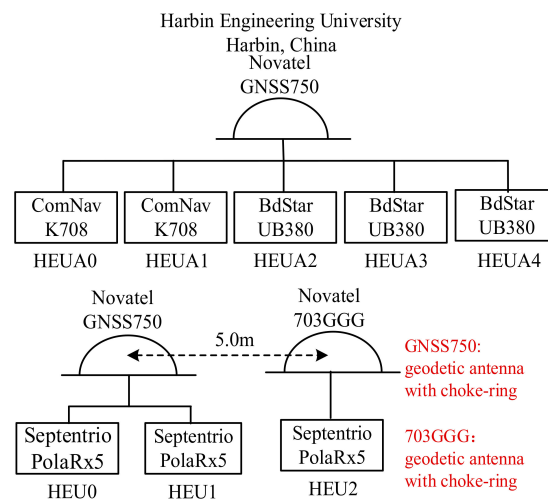 Harbin Engineering University
Harbin, China
Novatel
GNSS750
ComNav
K708
ComNav
K708
BdStar
UB380
BdStar
UB380
BdStar
UB380
HEUA0
HEUA1
HEUA2
HEUA3
HEUA4
Novatel
GNSS750
5.0m
Novatel
703GGG
GNSS750:
geodetic antenna
with choke-ring
Septentrio
PolaRx5
Septentrio
PolaRx5
Septentrio
PolaRx5
703GGG：
geodetic antenna
with choke-ring
HEU0
HEU1
HEU2